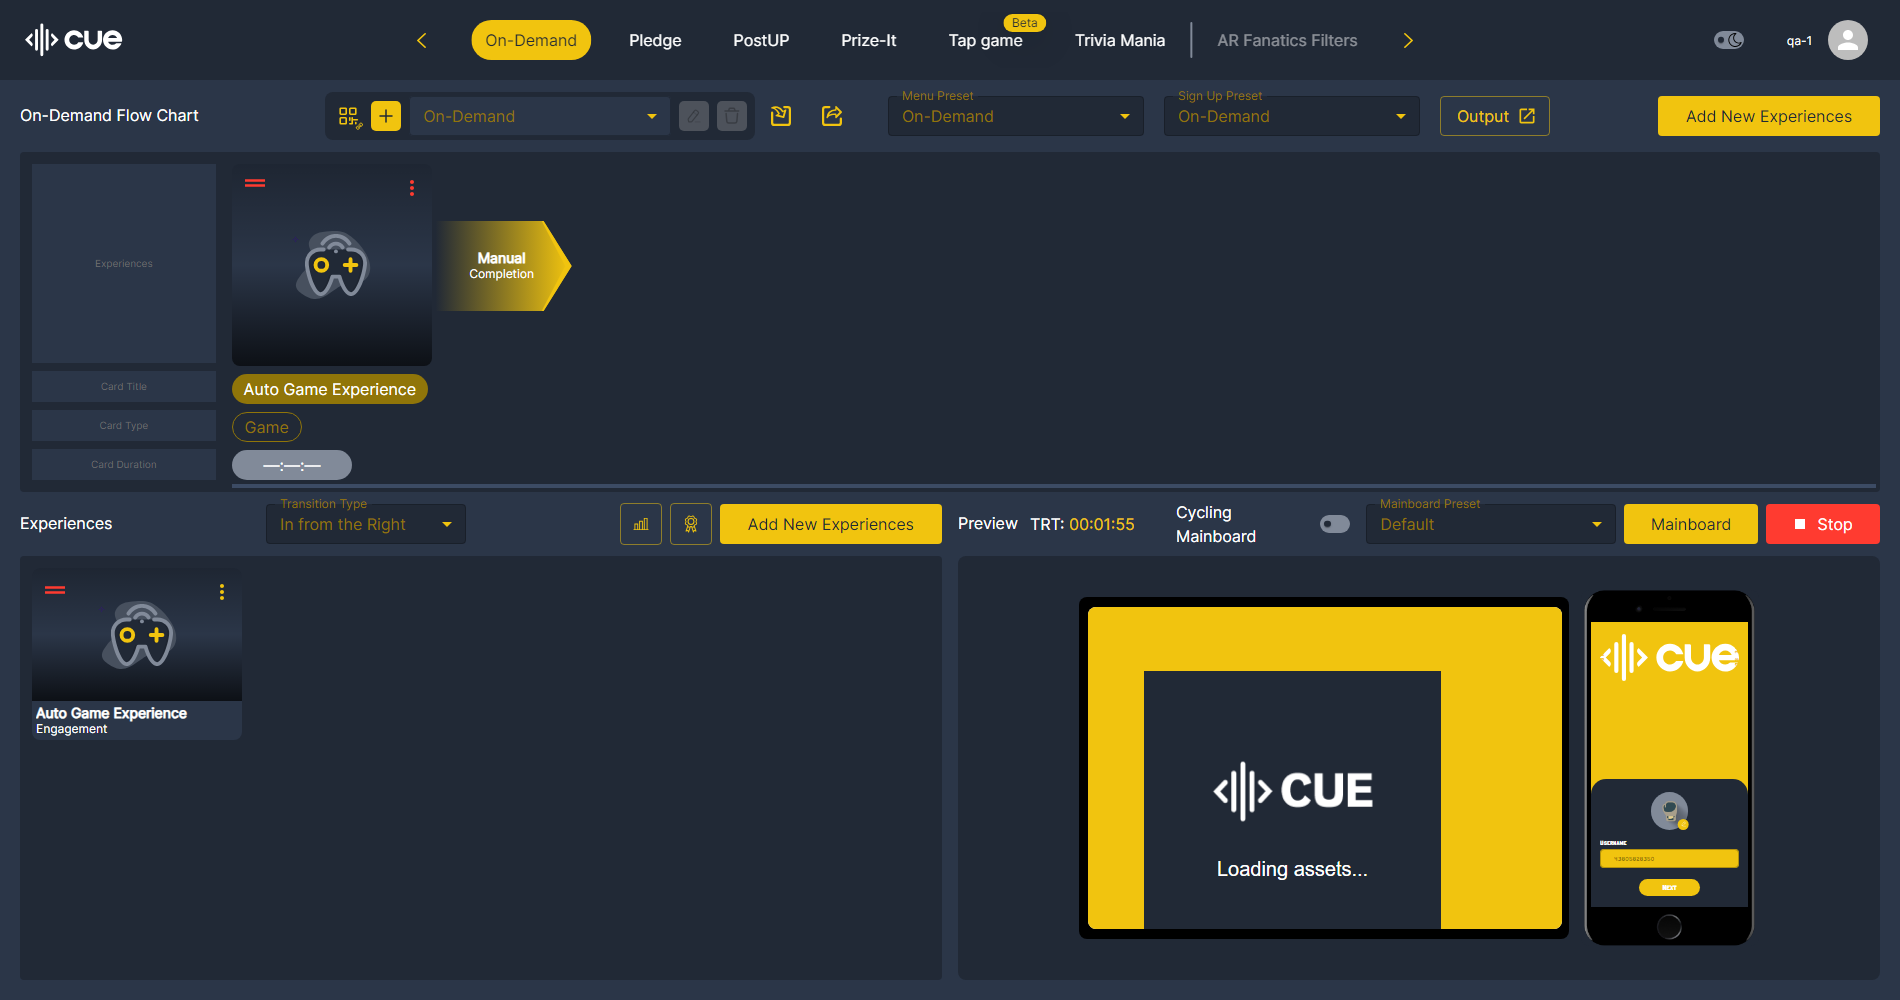 cue
On-Demand
Pledge
PostUP
Prize-It
Tap game
Beta
Trivia Mania
AR Fanatics Filters
qa-1
On-Demand Flow Chart
On-Demand
Menu Preset
On-Demand
Sign Up Preset
On-Demand
Output
Add New Experiences
Experiences
Manual
Completion
Card Title
Auto Game Experience
Card Type
Game
Card Duration
—:—:—
Experiences
Transition Type
In from the Right
Add New Experiences
Preview
TRT: 00:01:55
Cycling
Mainboard
Mainboard Preset
Default
Mainboard
Stop
Auto Game Experience
Engagement
CUE
Loading assets...
cue
USERNAME
NEXT